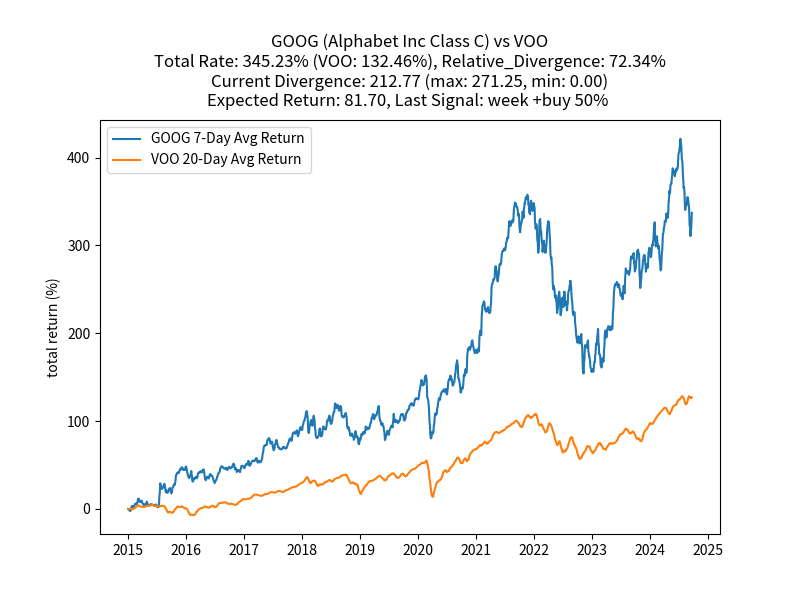 GOOG (Alphabet Inc Class C) vs VOO
Total Rate: 345.23% (VOO: 132.46%), Relative_Divergence: 72.34%
Current Divergence: 212.77 (max: 271.25, min: 0.00)
Expected Return: 81.70, Last Signal: week +buy 50%
GOOG 7-Day Avg Return
VOO 20-Day Avg Return
total return (%)
400
300
200
100
0
2015 2016 2017 2018 2019 2020 2021 2022 2023 2024 2025